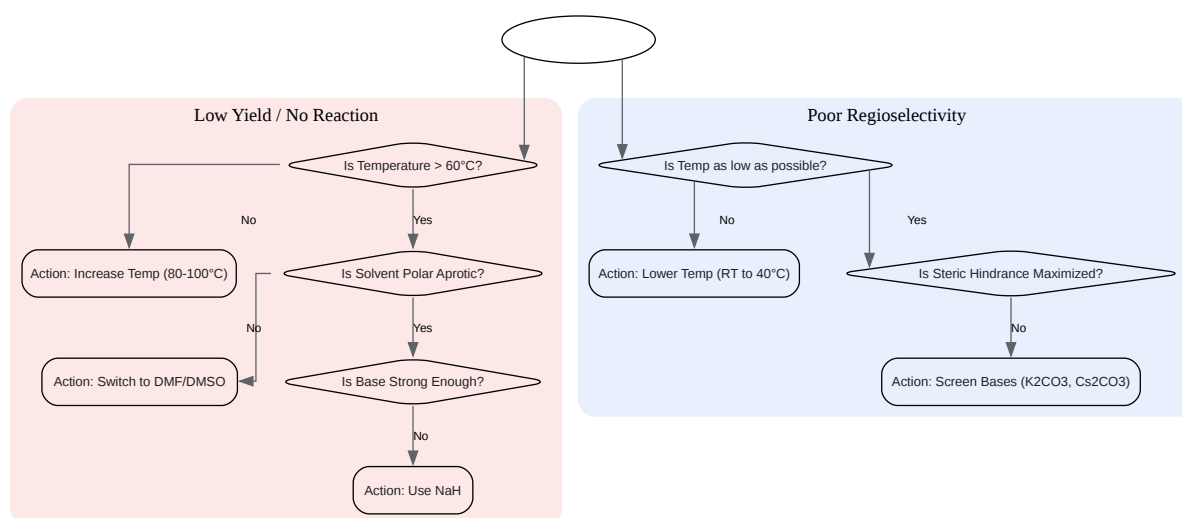 Low Yield / No Reaction
Is Temperature > 60°C?
No
Yes
Action: Increase Temp (80-100°C)
Is Solvent Polar Aprotic?
No
Yes
Action: Switch to DMF/DMSO
Is Base Strong Enough?
No
Action: Use NaH
Poor Regioselectivity
Is Temp as low as possible?
No
Yes
Action: Lower Temp (RT to 40°C)
Is Steric Hindrance Maximized?
No
Action: Screen Bases (K2CO3, Cs2CO3)